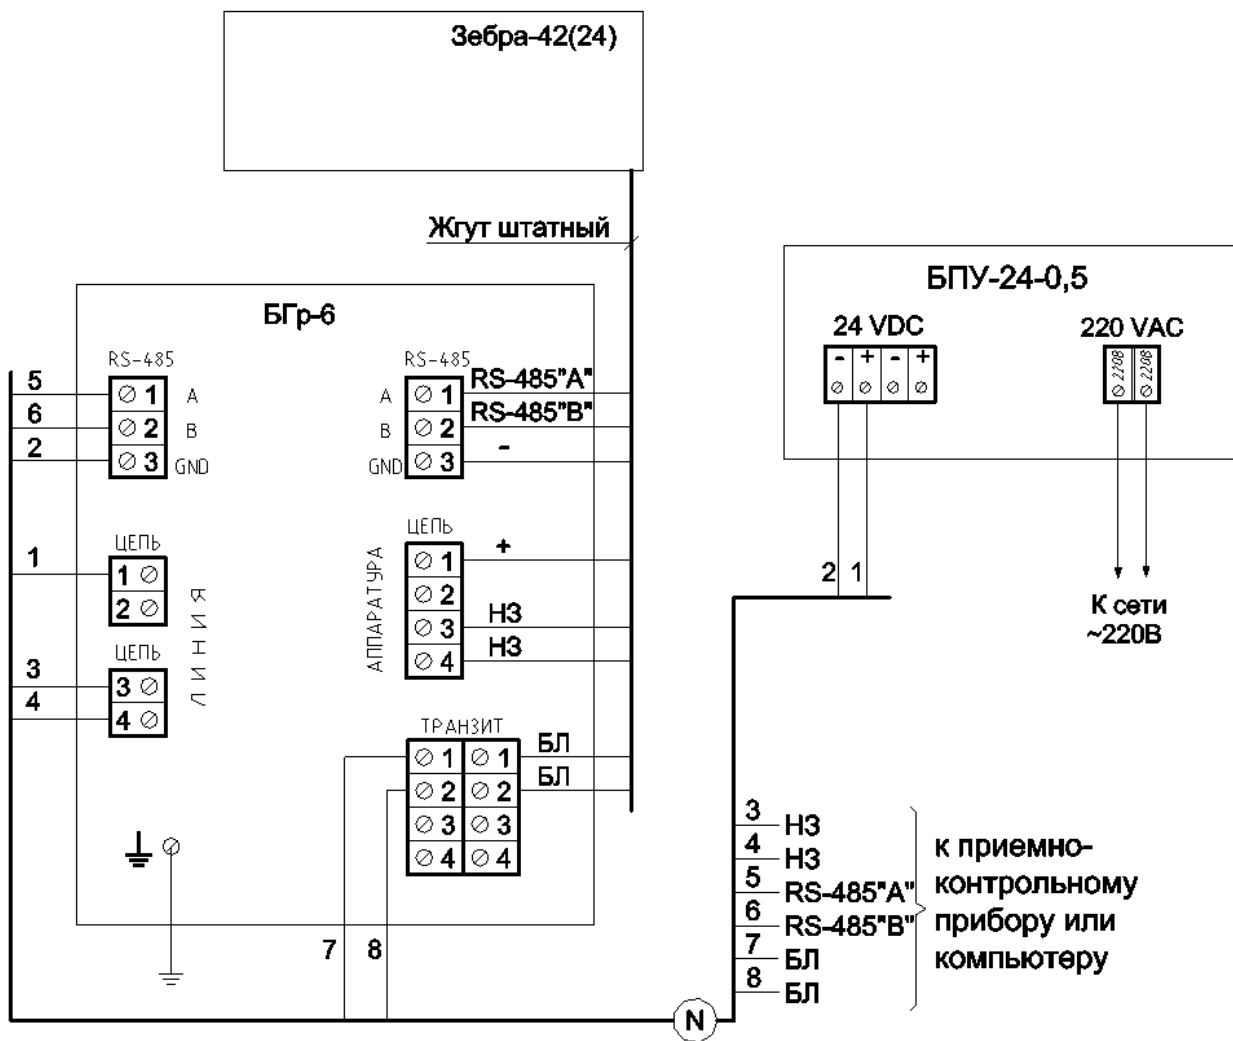 Зебра-42(24)
Жгут штатный
БГр-6
RS-485
5
1
A
6
2
B
2
3
GND
RS-485
A
1
RS-485"A"
B
2
RS-485"B"
GND
3
-
ЦЕПЬ
1
1
2
ЦЕПЬ
3
3
4
4
ЛИНИЯ
АППАРАТУРА
ЦЕПЬ
1
+
2
3
НЗ
4
НЗ
ТРАНЗИТ
1 1 БЛ
2 2 БЛ
3 3
4 4
7 8
БПУ-24-0,5
24 VDC
- + - +
220 VAC
220В 220В
2 1
К сети
~220В
3 НЗ
4 НЗ
5 RS-485"A"
6 RS-485"B"
7 БЛ
8 БЛ
к приемно-
контрольному
прибору или
компьютеру
N